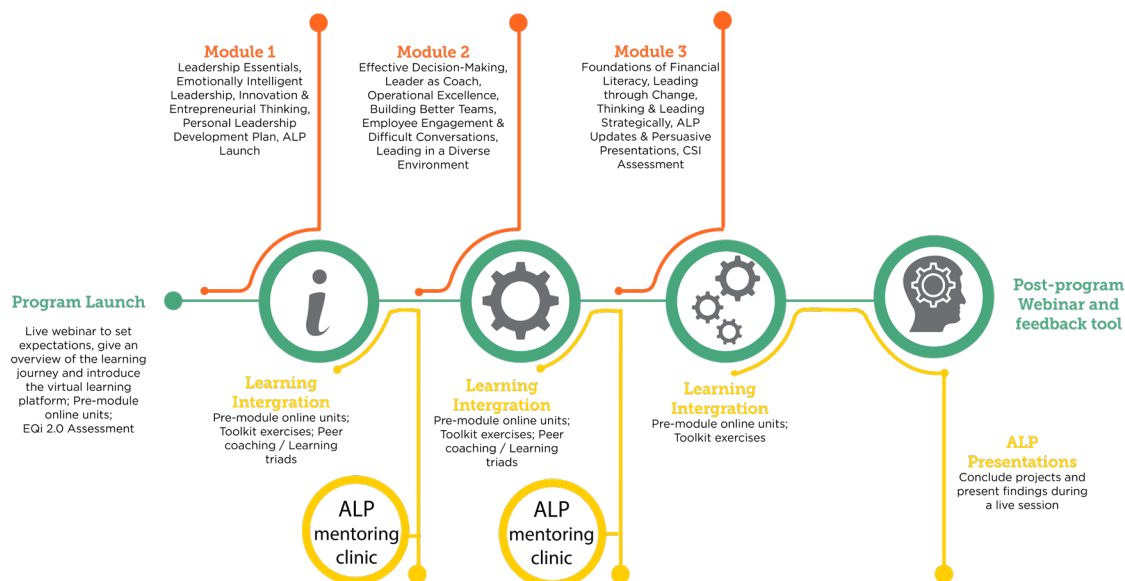 Program Launch
Live webinar to set
expectations, give an
overview of the learning
journey and introduce
the virtual learning
platform; Pre-module
online units;
EQi 2.0 Assessment
Module 1
Leadership Essentials,
Emotionally Intelligent
Leadership, Innovation &
Entrepreneurial Thinking,
Personal Leadership
Development Plan, ALP
Launch
i
Learning
Intergration
Pre-module online units;
Toolkit exercises; Peer
coaching / Learning
triads
ALP
mentoring
clinic
Module 2
Effective Decision-Making,
Leader as Coach,
Operational Excellence,
Building Better Teams,
Employee Engagement &
Difficult Conversations,
Leading in a Diverse
Environment
Learning
Intergration
Pre-module online units;
Toolkit exercises; Peer
coaching / Learning
triads
ALP
mentoring
clinic
Module 3
Foundations of Financial
Literacy, Leading
through Change,
Thinking & Leading
Strategically, ALP
Updates & Persuasive
Presentations, CSI
Assessment
Learning
Intergration
Pre-module online units;
Toolkit exercises
Post-program
Webinar and
feedback tool
ALP
Presentations
Conclude projects and
present findings during
a live session